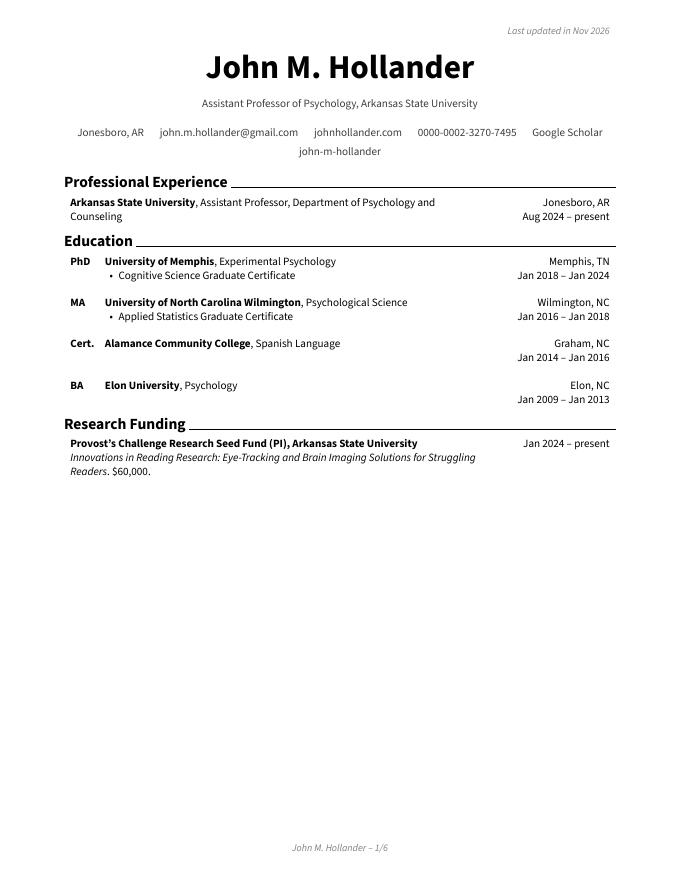 Last updated in Nov 2026
John M. Hollander
Assistant Professor of Psychology, Arkansas State University
Jonesboro, AR john.m.hollander@gmail.com johnhollander.com 0000-0002-3270-7495 Google Scholar
john-m-hollander
Professional Experience
Arkansas State University, Assistant Professor, Department of Psychology and Jonesboro, AR
Counseling Aug 2024 – present
Education
PhD University of Memphis, Experimental Psychology Memphis, TN
• Cognitive Science Graduate Certificate Jan 2018 – Jan 2024
MA University of North Carolina Wilmington, Psychological Science Wilmington, NC
• Applied Statistics Graduate Certificate Jan 2016 – Jan 2018
Cert. Alamance Community College, Spanish Language Graham, NC
Jan 2014 – Jan 2016
BA Elon University, Psychology Elon, NC
Jan 2009 – Jan 2013
Research Funding
Provost’s Challenge Research Seed Fund (PI), Arkansas State University Jan 2024 – present
Innovations in Reading Research: Eye-Tracking and Brain Imaging Solutions for Struggling
Readers. $60,000.
John M. Hollander – 1/6